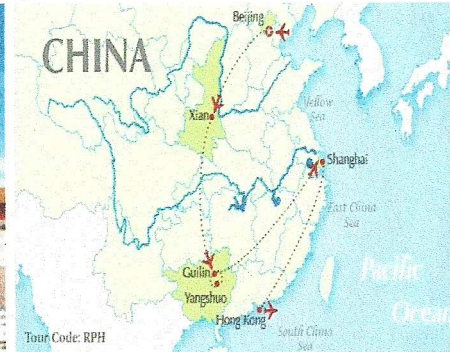 Beijing
CHINA
Yellow
Sea
Xian
Shanghai
East China
Sea
Pacific
Ocean
Guilin
Yangshuo
Hong Kong
South China
Sea
Tour Code: RPH